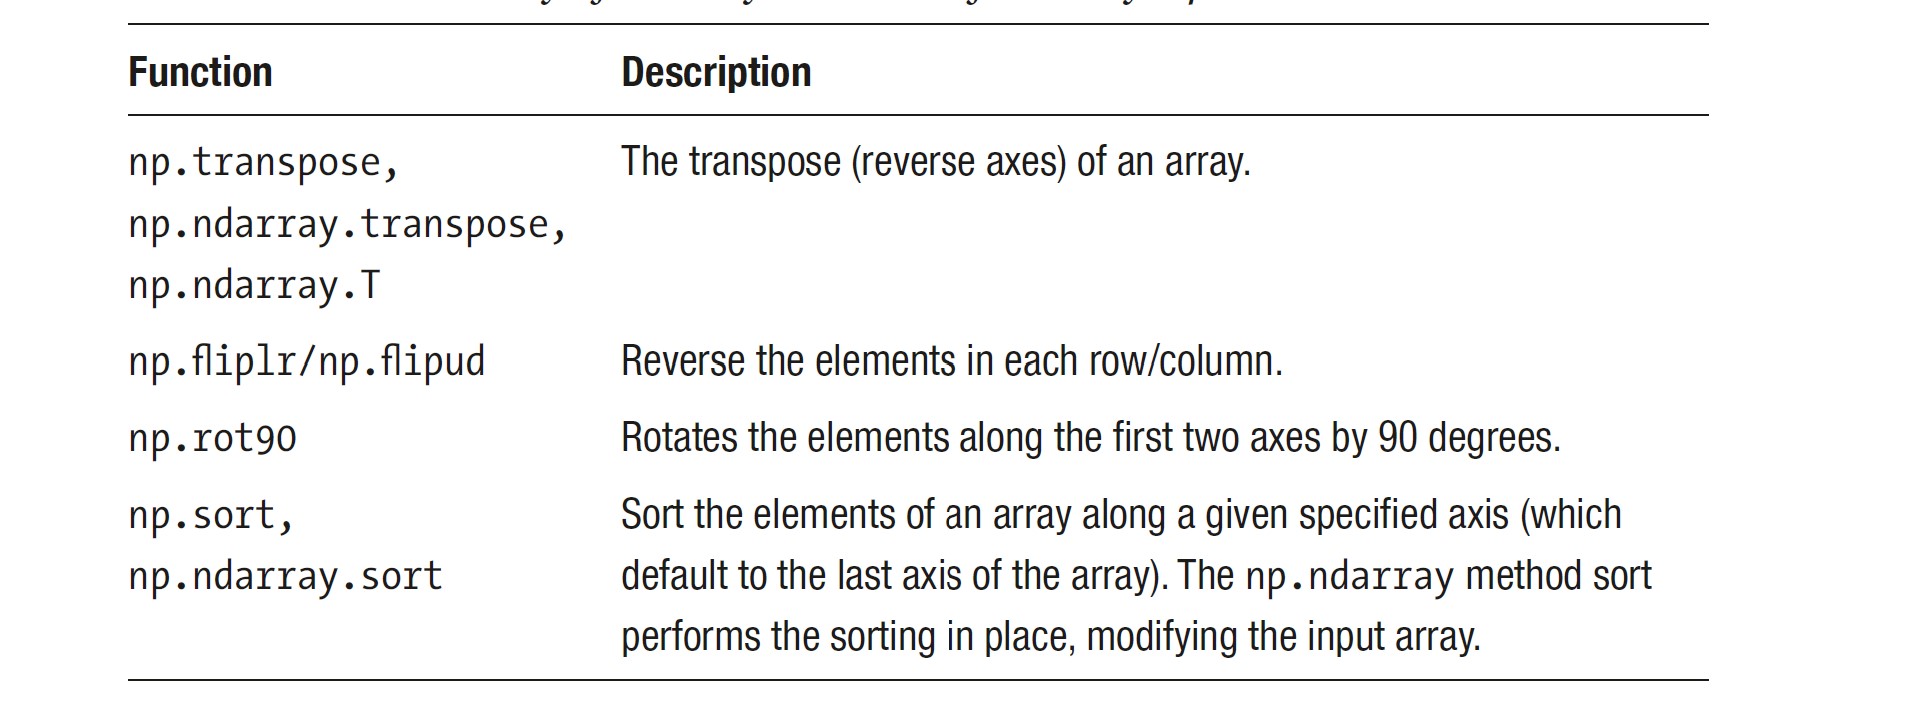 Function Description
np.transpose, The transpose (reverse axes) of an array.
np.ndarray.transpose,
np.ndarray.T
np.fliplr/np.flipud Reverse the elements in each row/column.
np.rot90 Rotates the elements along the first two axes by 90 degrees.
np.sort, Sort the elements of an array along a given specified axis (which
np.ndarray.sort default to the last axis of the array). The np.ndarray method sort
performs the sorting in place, modifying the input array.